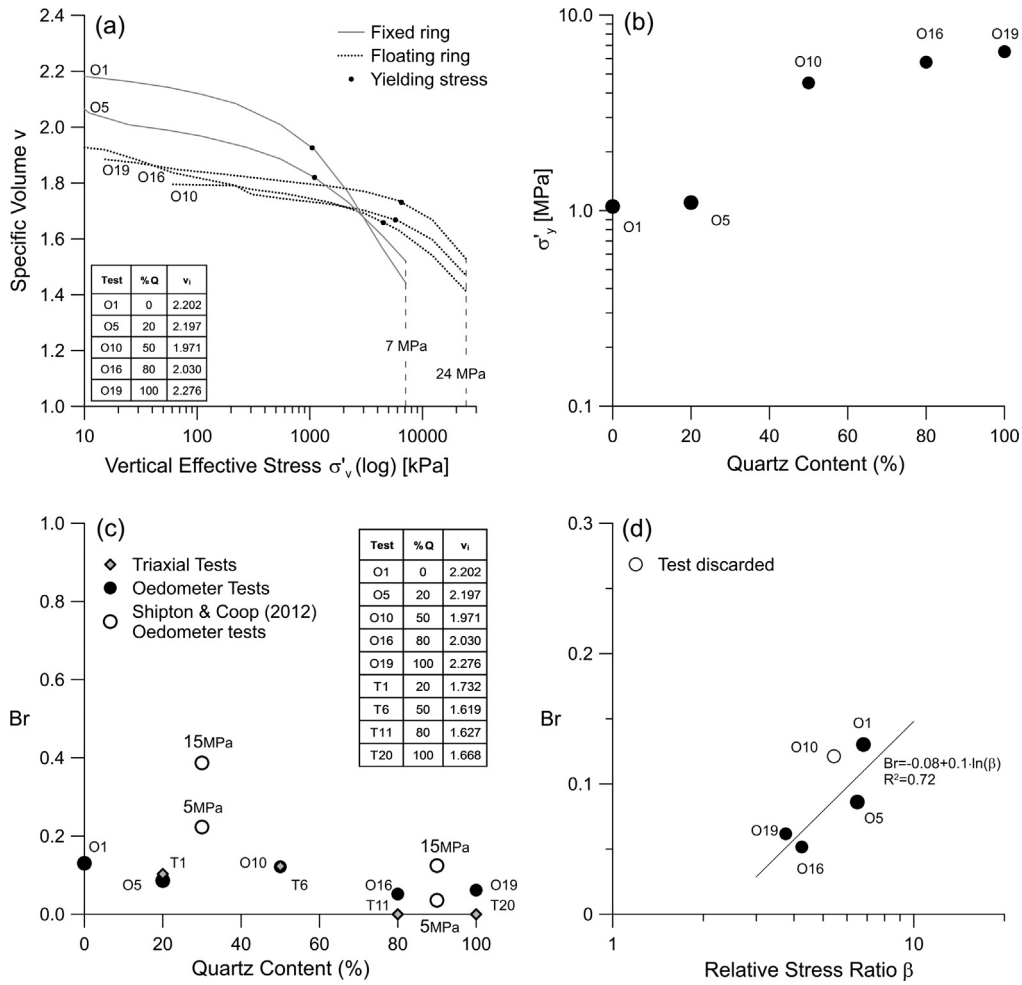 (a)
Fixed ring
Floating ring
Yielding stress
O1
O5
O19
O16
O10
Test %Q vi
O1 0 2.202
O5 20 2.197
O10 50 1.971
O16 80 2.030
O19 100 2.276
7 MPa
24 MPa
Specific Volume v
2.4
2.2
2.0
1.8
1.6
1.4
1.2
1.0
10 100 1000 10000
Vertical Effective Stress σ'v (log) [kPa]
(b)
O1
O5
O10
O16
O19
σ'y [MPa]
10.0
1.0
0.1
0 20 40 60 80 100
Quartz Content (%)
(c)
Triaxial Tests
Oedometer Tests
Shipton & Coop (2012)
Oedometer tests
Test %Q vi
O1 0 2.202
O5 20 2.197
O10 50 1.971
O16 80 2.030
O19 100 2.276
T1 20 1.732
T6 50 1.619
T11 80 1.627
T20 100 1.668
15MPa
5MPa
O1
O5
T1
O10
T6
O16
T11
15MPa
5MPa
O19
T20
Br
1.0
0.8
0.6
0.4
0.2
0.0
0 20 40 60 80 100
Quartz Content (%)
(d)
Test discarded
O1
O10
Br=-0.08+0.1·ln(β)
R²=0.72
O5
O19
O16
Br
0.3
0.2
0.1
0
1 10
Relative Stress Ratio β